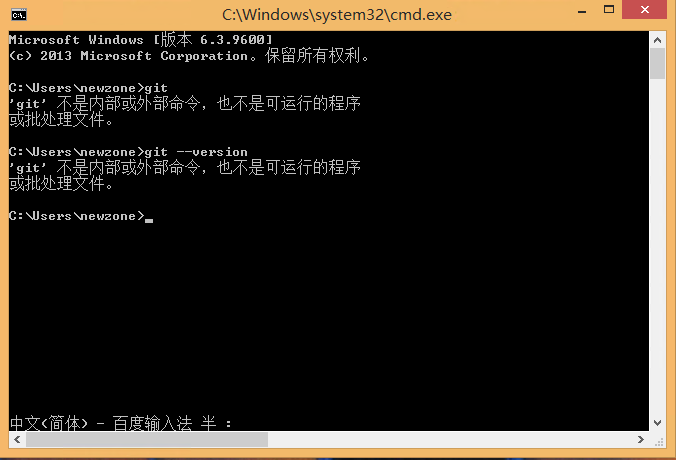 C:\Windows\system32\cmd.exe
Microsoft Windows [版本 6.3.9600]
(c) 2013 Microsoft Corporation。保留所有权利。
C:\Users\newzone>git
'git' 不是内部或外部命令，也不是可运行的程序
或批处理文件。
C:\Users\newzone>git --version
'git' 不是内部或外部命令，也不是可运行的程序
或批处理文件。
C:\Users\newzone>
中文(简体) - 百度输入法 半 :